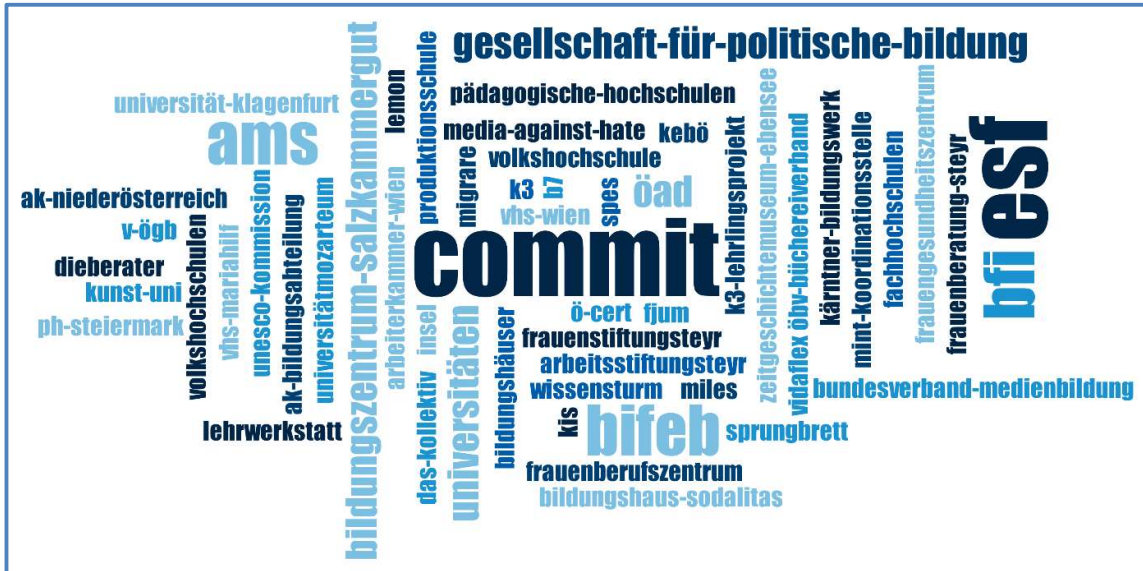 gesellschaft-für-politische-bildung
universität-klagenfurt
ams
bildungszentrum-salzkammergut
lemon
produktionsschule
pädagogische-hochschulen
media-against-hate
kebö
migrare
volkshochschule
k3
b7
vhs-wien
spes
öad
k3-lehrlingsprojekt
zeitgeschichtemuseum-ebensee
öbv-büchereiverband
vidaflex
kärntner-bildungswerk
mint-koordinationsstelle
fachhochschulen
frauengesundheitszentrum
frauenberatung-steyr
bfi
esf
ak-niederösterreich
v-ögb
dieberater
kunst-uni
ph-steiermark
volkshochschulen
vhs-mariahilf
unesco-kommission
ak-bildungsabteilung
universitätmozarteum
arbeiterkammer-wien
commit
lehrwerkstatt
das-kollektiv
insel
universitäten
bildungshäuser
ö-cert
fjum
frauenstiftungsteyr
arbeitsstiftungsteyr
wissensturm
miles
kis
bifeb
sprungbrett
bundesverband-medienbildung
frauenberufszentrum
bildungshaus-sodalitas